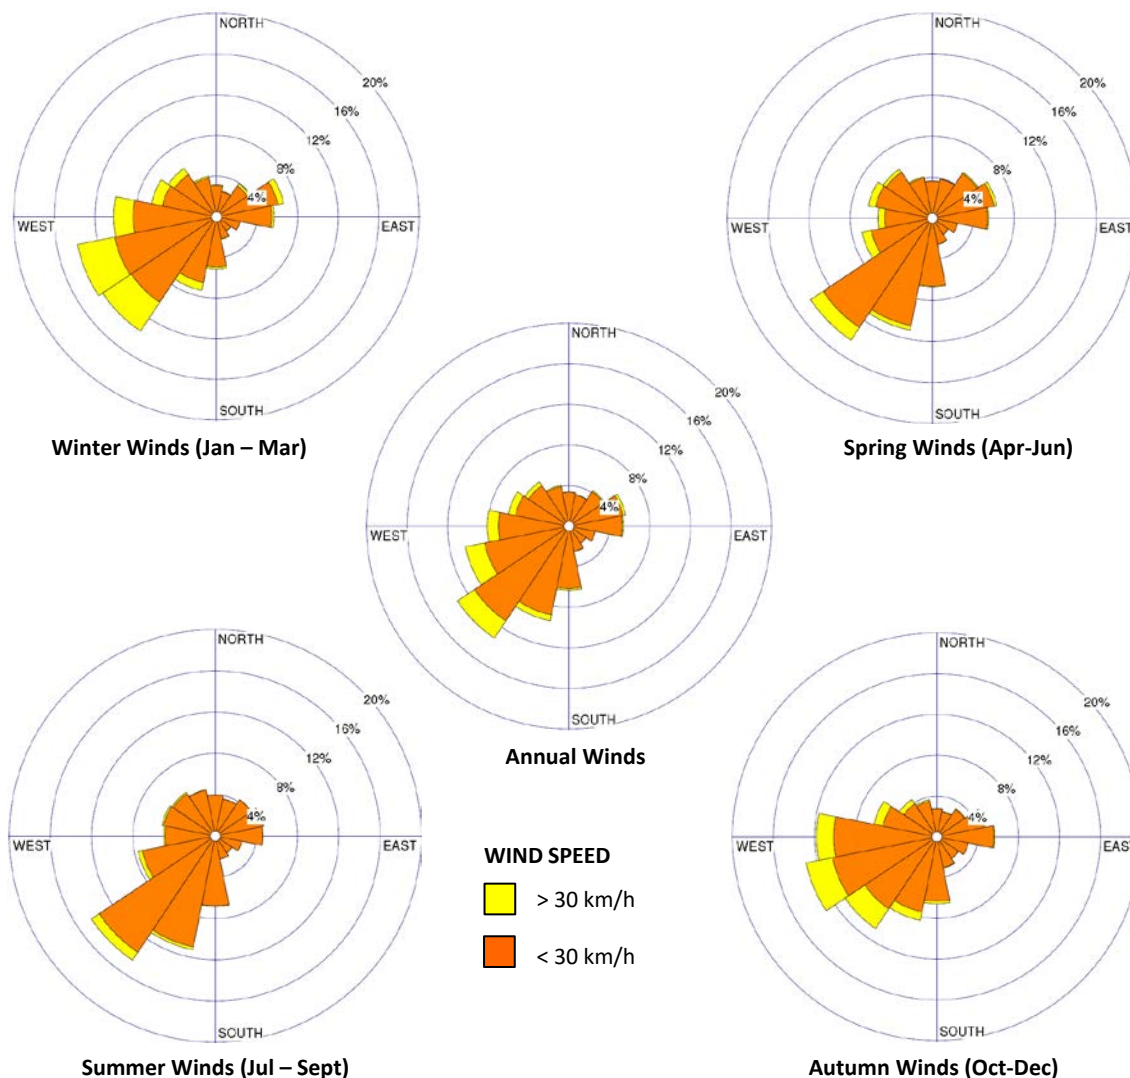 NORTH
20%
16%
12%
8%
4%
WEST
EAST
SOUTH
Winter Winds (Jan – Mar)
NORTH
20%
16%
12%
8%
4%
WEST
EAST
SOUTH
Spring Winds (Apr-Jun)
NORTH
20%
16%
12%
8%
4%
WEST
EAST
SOUTH
Annual Winds
NORTH
20%
16%
12%
8%
4%
WEST
EAST
SOUTH
Summer Winds (Jul – Sept)
WIND SPEED
> 30 km/h
< 30 km/h
NORTH
20%
16%
12%
8%
4%
WEST
EAST
SOUTH
Autumn Winds (Oct-Dec)